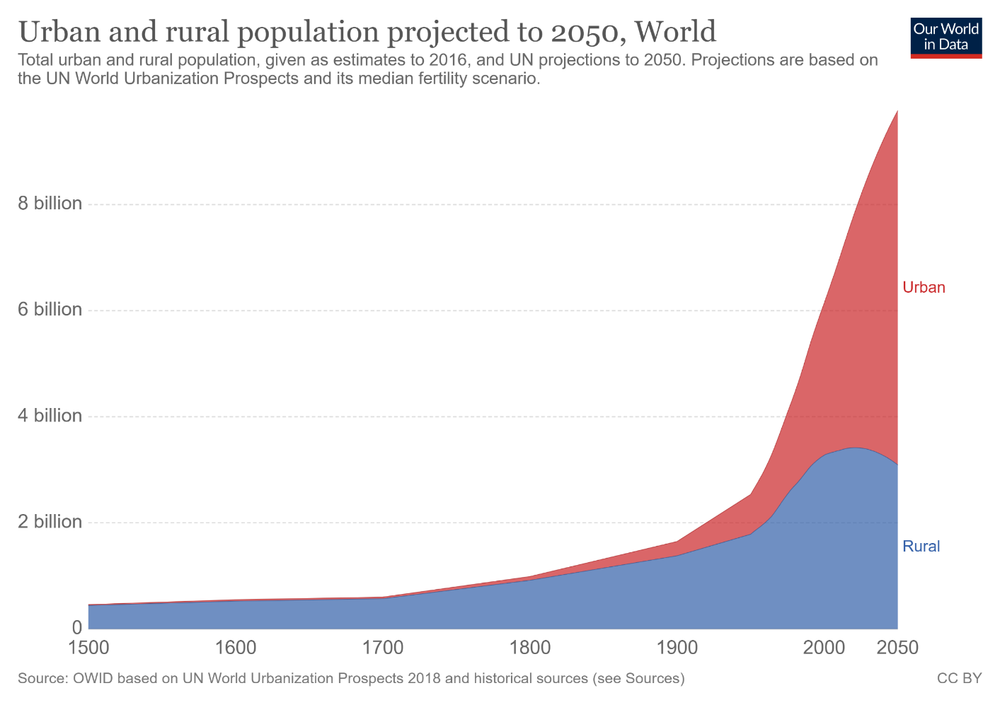 Urban and rural population projected to 2050, World
Our World
in Data
Total urban and rural population, given as estimates to 2016, and UN projections to 2050. Projections are based on
the UN World Urbanization Prospects and its median fertility scenario.
8 billion
6 billion
4 billion
2 billion
0
Urban
Rural
1500 1600 1700 1800 1900 2000 2050
Source: OWID based on UN World Urbanization Prospects 2018 and historical sources (see Sources)
CC BY